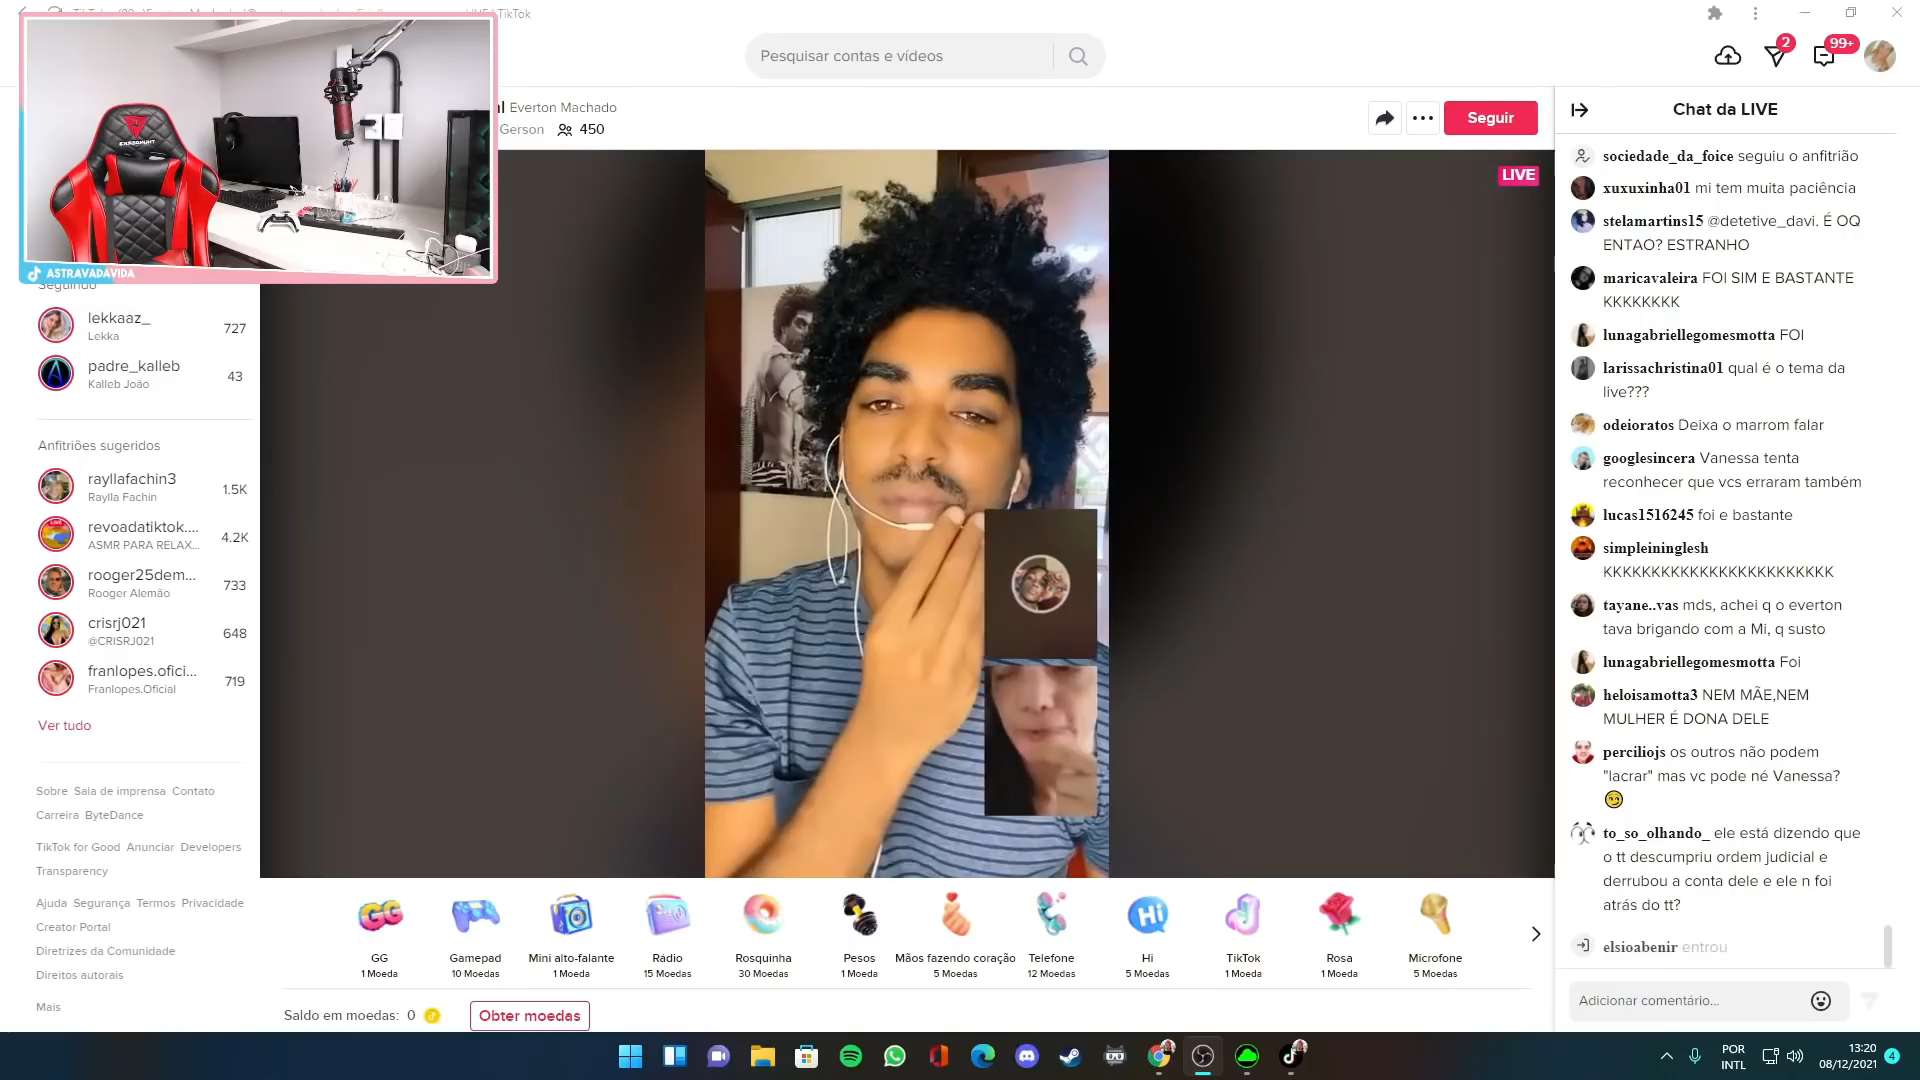 LIVE | TikTok
Pesquisar contas e vídeos
2
99+
Everton Machado
Gerson 450
Seguir
LIVE
EXEGOHUNT
ASTRAVADAVIDA
Seguindo
lekkaaz_
Lekka
727
padre_kalleb
Kalleb João
43
Anfitriões sugeridos
rayllafachin3
Raylla Fachin
1.5K
revoadatiktok....
ASMR PARA RELAX...
4.2K
rooger25dem...
Rooger Alemão
733
crisrj021
@CRISRJ021
648
franlopes.ofici...
Franlopes.Oficial
719
Ver tudo
Sobre Sala de imprensa Contato
Carreira ByteDance
TikTok for Good Anunciar Developers
Transparency
Ajuda Segurança Termos Privacidade
Creator Portal
Diretrizes da Comunidade
Direitos autorais
Mais
GG
1 Moeda
Gamepad
10 Moedas
Mini alto-falante
1 Moeda
Rádio
15 Moedas
Rosquinha
30 Moedas
Pesos
1 Moeda
Mãos fazendo coração
5 Moedas
Telefone
12 Moedas
Hi
Hi
5 Moedas
TikTok
1 Moeda
Rosa
1 Moeda
Microfone
5 Moedas
Saldo em moedas: 0
Obter moedas
Chat da LIVE
sociedade_da_foice seguiu o anfitrião
xuxuxinha01 mi tem muita paciência
stelamartins15 @detetive_davi. É OQ
ENTAO? ESTRANHO
maricavaleira FOI SIM E BASTANTE
KKKKKKKK
lunagabriellegomesmotta FOI
larissachristina01 qual é o tema da
live???
odeioratos Deixa o marrom falar
googlesincera Vanessa tenta
reconhecer que vcs erraram também
lucas1516245 foi e bastante
simpleininglesh
KKKKKKKKKKKKKKKKKKKKKKKK
tayane..vas mds, achei q o everton
tava brigando com a Mi, q susto
lunagabriellegomesmotta Foi
heloisamotta3 NEM MÃE,NEM
MULHER É DONA DELE
perciliojs os outros não podem
"lacrar" mas vc pode né Vanessa?
to_so_olhando_ ele está dizendo que
o tt descumpriu ordem judicial e
derrubou a conta dele e ele n foi
atrás do tt?
elsioabenir entrou
Adicionar comentário...
POR
INTL
13:20
08/12/2021
4